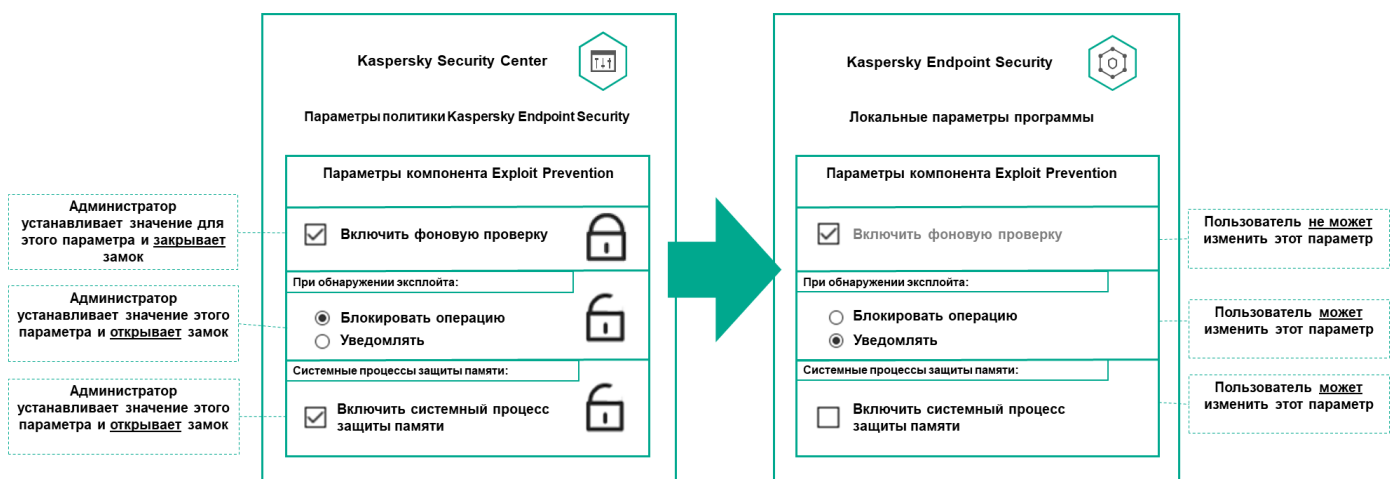 Kaspersky Security Center
Параметры политики Kaspersky Endpoint Security
Параметры компонента Exploit Prevention
Администратор
устанавливает значение для
этого параметра и закрывает
замок
Включить фоновую проверку
При обнаружении эксплойта:
Администратор
устанавливает значение этого
параметра и открывает замок
Блокировать операцию
Уведомлять
Системные процессы защиты памяти:
Администратор
устанавливает значение этого
параметра и открывает замок
Включить системный процесс
защиты памяти
Kaspersky Endpoint Security
Локальные параметры программы
Параметры компонента Exploit Prevention
Включить фоновую проверку
Пользователь не может
изменить этот параметр
При обнаружении эксплойта:
Блокировать операцию
Уведомлять
Пользователь может
изменить этот параметр
Системные процессы защиты памяти:
Включить системный процесс
защиты памяти
Пользователь может
изменить этот параметр